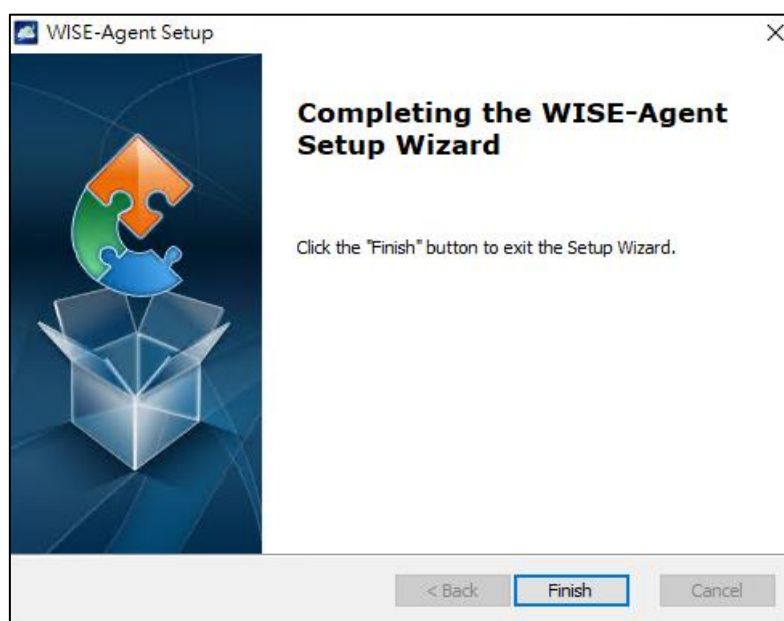 WISE-Agent Setup
Completing the WISE-Agent
Setup Wizard
Click the "Finish" button to exit the Setup Wizard.
< Back
Finish
Cancel